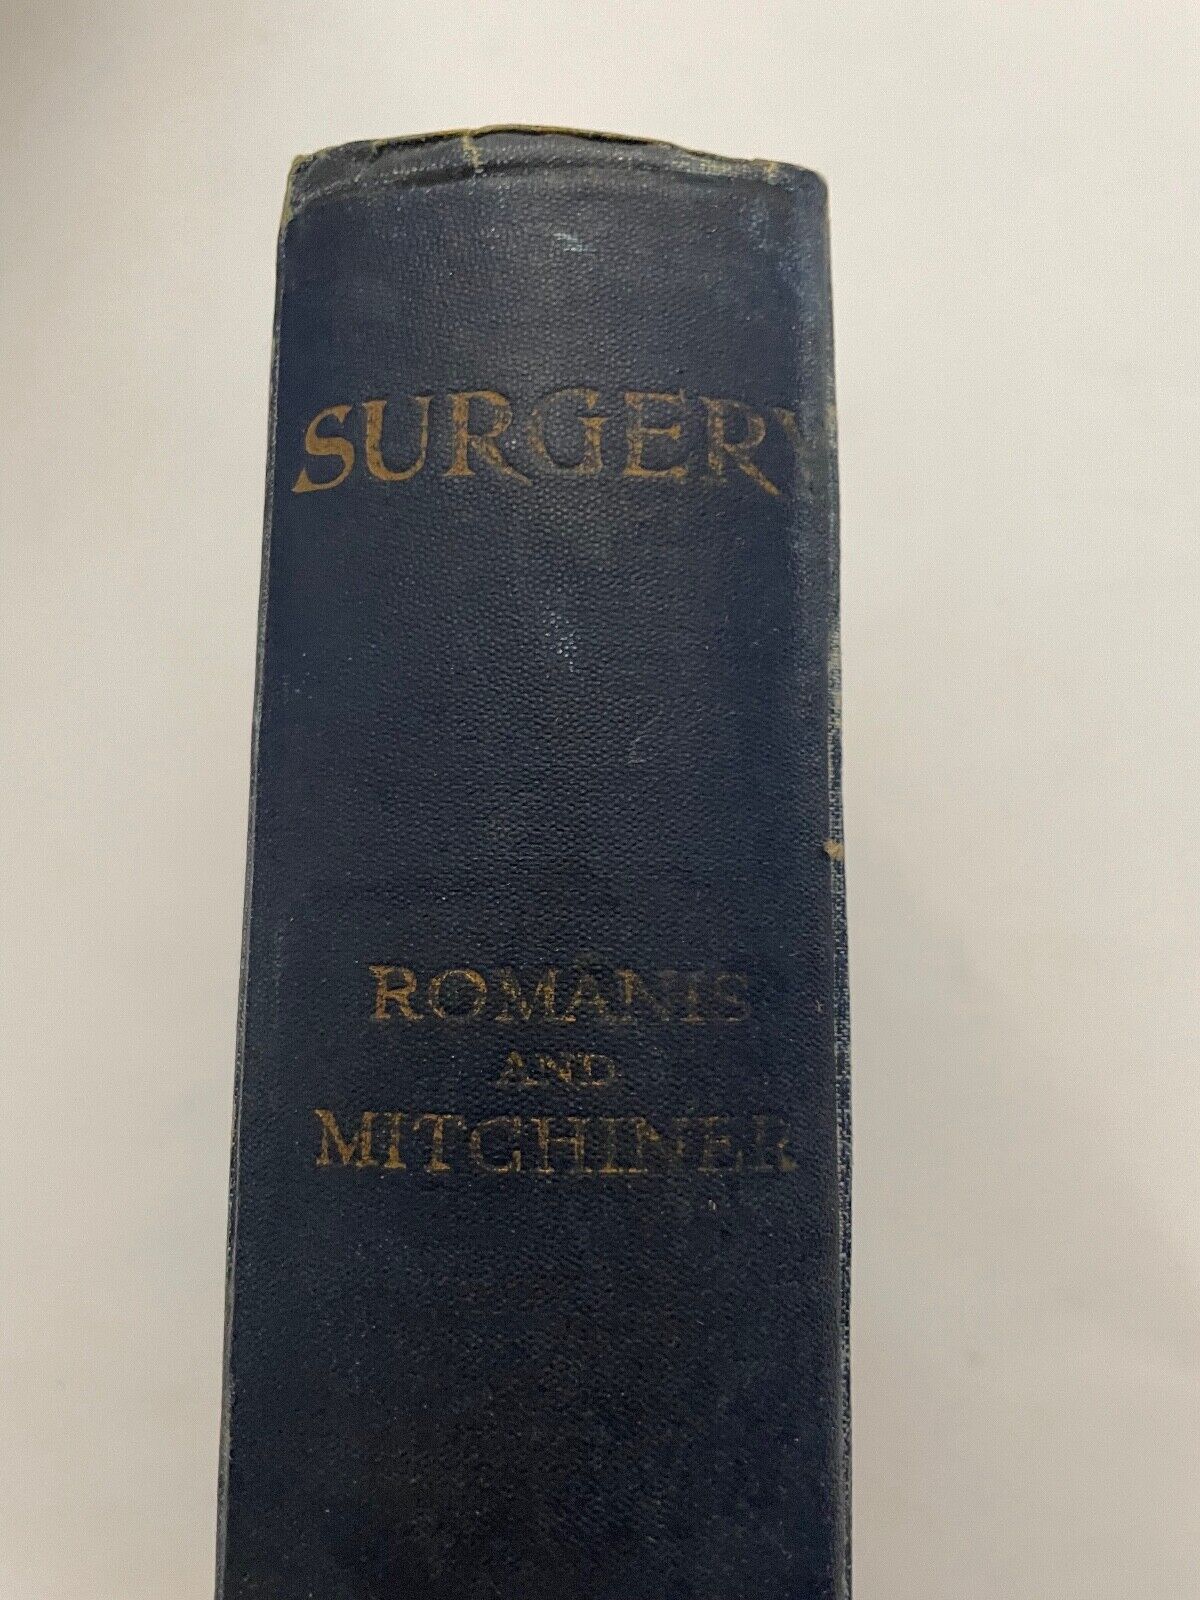 SURGERY
ROMANIS
AND
MITCHINER